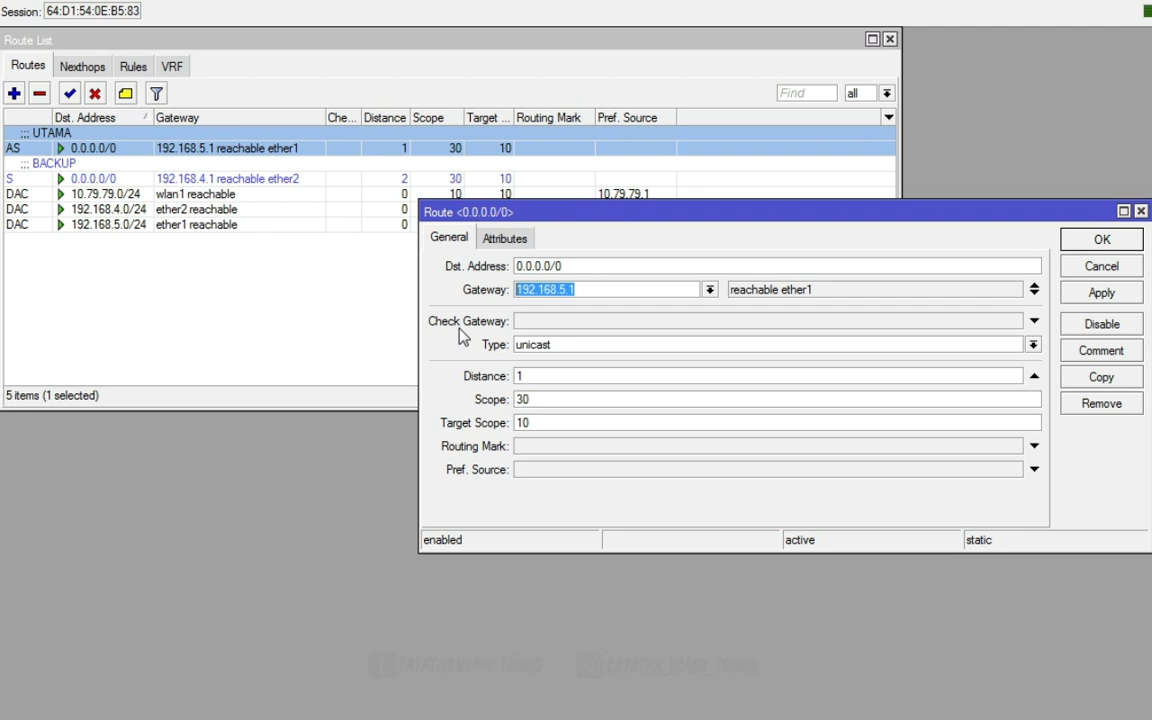 Session: 64:D1:54:0E:B5:83
Route List
Routes Nexthops Rules VRF
Find all
Dst. Address Gateway Che... Distance Scope Target ... Routing Mark Pref. Source
;;; UTAMA
AS 0.0.0.0/0 192.168.5.1 reachable ether1 1 30 10
;;; BACKUP
S 0.0.0.0/0 192.168.4.1 reachable ether2 2 30 10
DAC 10.79.79.0/24 wlan1 reachable 0 10 10 10.79.79.1
DAC 192.168.4.0/24 ether2 reachable 0
DAC 192.168.5.0/24 ether1 reachable 0
5 items (1 selected)
Route <0.0.0.0/0>
General Attributes
Dst. Address: 0.0.0.0/0
Gateway: 192.168.5.1 reachable ether1
Check Gateway:
Type: unicast
Distance: 1
Scope: 30
Target Scope: 10
Routing Mark:
Pref. Source:
OK
Cancel
Apply
Disable
Comment
Copy
Remove
enabled active static